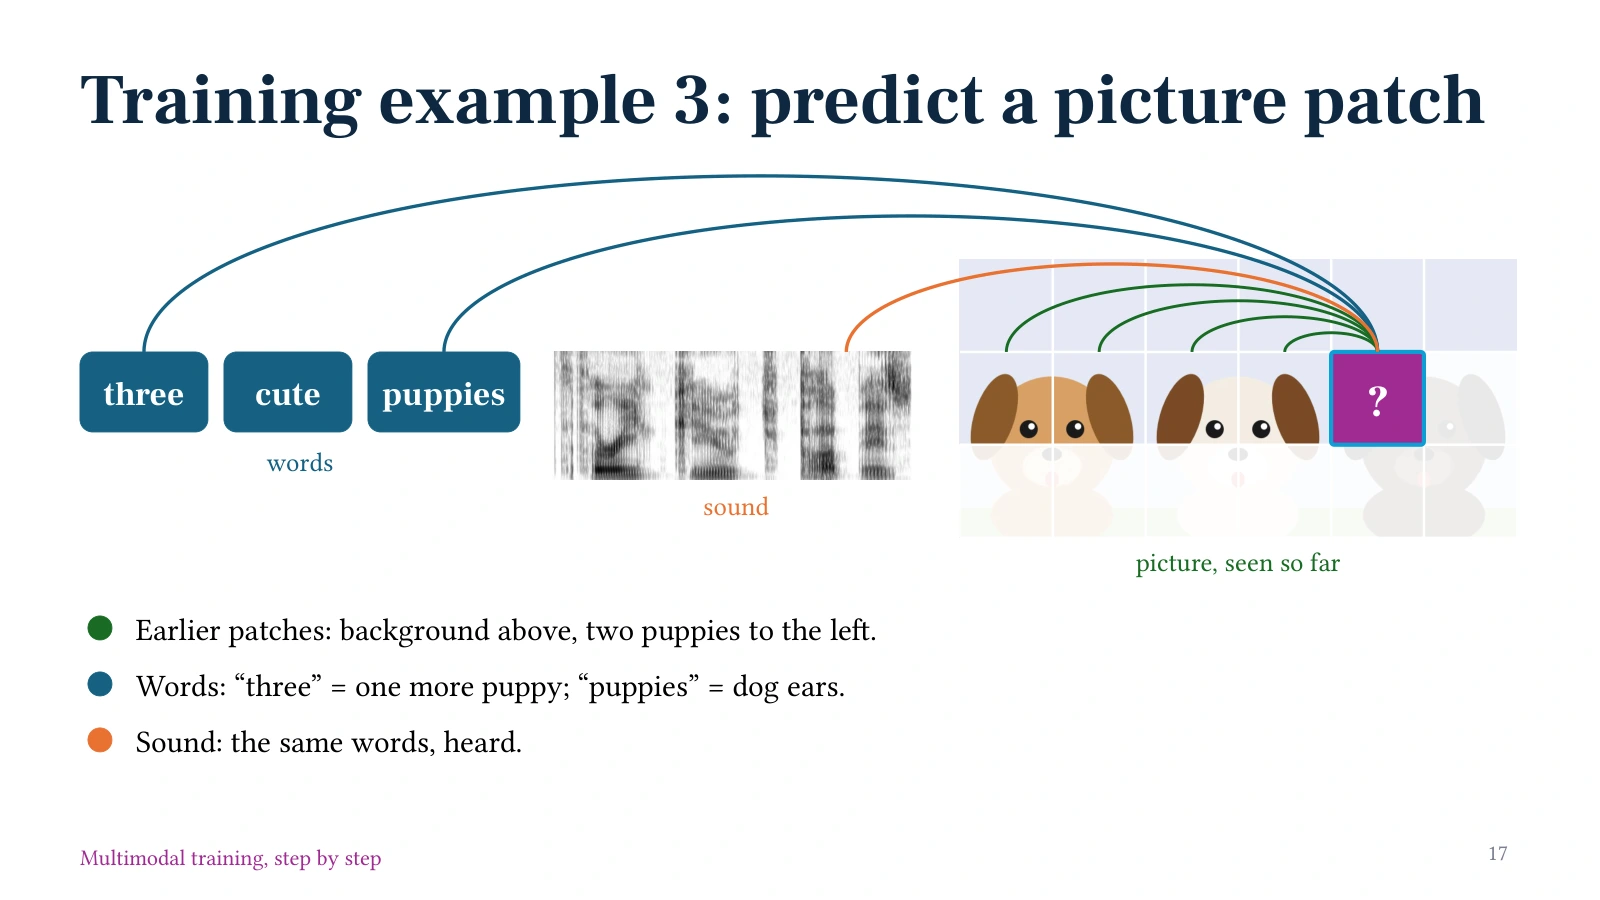 Training example 3: predict a picture patch
three cute puppies
?
words
sound
picture, seen so far
Earlier patches: background above, two puppies to the left.
Words: “three” = one more puppy; “puppies” = dog ears.
Sound: the same words, heard.
Multimodal training, step by step
17